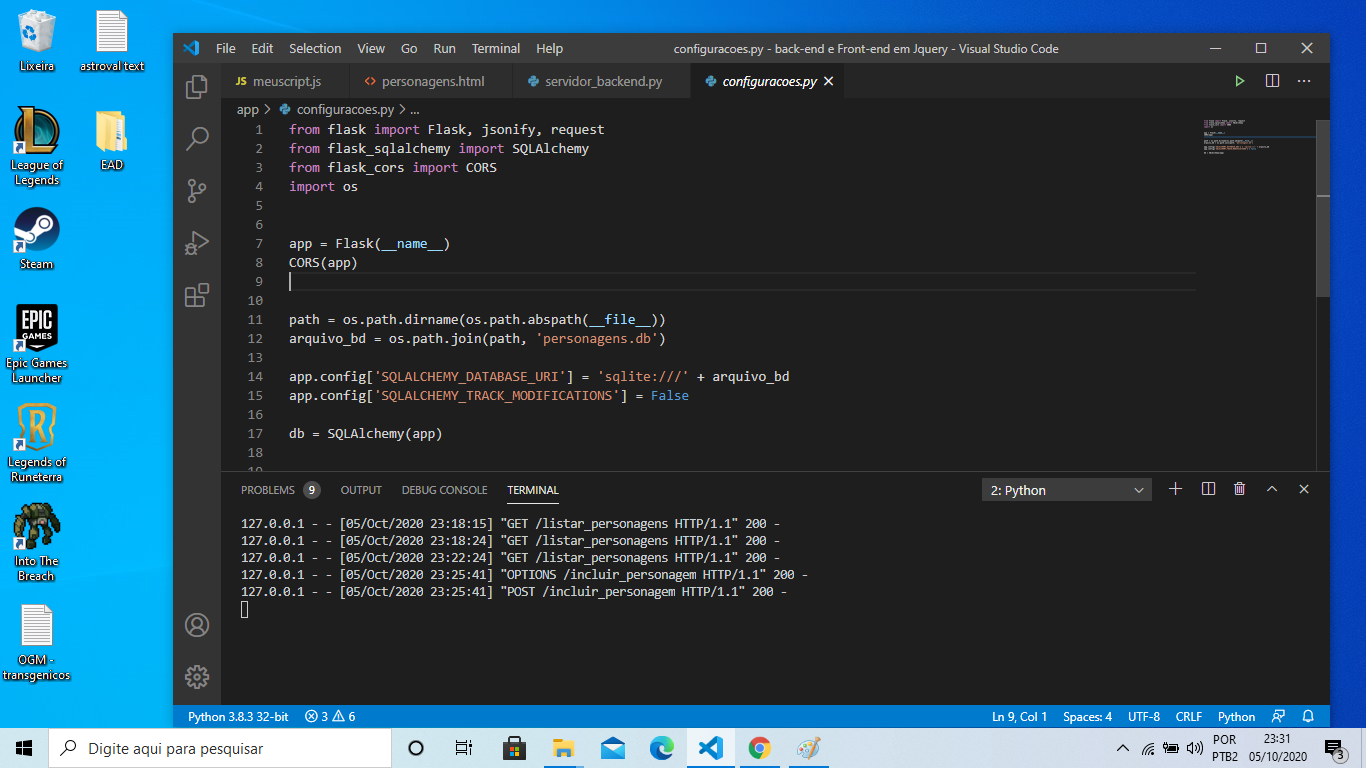 Lixeira
astroval text
League of
Legends
EAD
Steam
EPIC
GAMES
Epic Games
Launcher
Legends of
Runeterra
Into The
Breach
OGM -
transgenicos
File Edit Selection View Go Run Terminal Help
configuracoes.py - back-end e Front-end em Jquery - Visual Studio Code
JS meuscript.js
<> personagens.html
servidor_backend.py
configuracoes.py
app > configuracoes.py > ...
1 from flask import Flask, jsonify, request
2 from flask_sqlalchemy import SQLAlchemy
3 from flask_cors import CORS
4 import os
5
6
7 app = Flask(__name__)
8 CORS(app)
9
10
11 path = os.path.dirname(os.path.abspath(__file__))
12 arquivo_bd = os.path.join(path, 'personagens.db')
13
14 app.config['SQLALCHEMY_DATABASE_URI'] = 'sqlite:///' + arquivo_bd
15 app.config['SQLALCHEMY_TRACK_MODIFICATIONS'] = False
16
17 db = SQLAlchemy(app)
18
PROBLEMS 9 OUTPUT DEBUG CONSOLE TERMINAL
2: Python
127.0.0.1 - - [05/Oct/2020 23:18:15] "GET /listar_personagens HTTP/1.1" 200 -
127.0.0.1 - - [05/Oct/2020 23:18:24] "GET /listar_personagens HTTP/1.1" 200 -
127.0.0.1 - - [05/Oct/2020 23:22:24] "GET /listar_personagens HTTP/1.1" 200 -
127.0.0.1 - - [05/Oct/2020 23:25:41] "OPTIONS /incluir_personagem HTTP/1.1" 200 -
127.0.0.1 - - [05/Oct/2020 23:25:41] "POST /incluir_personagem HTTP/1.1" 200 -
Python 3.8.3 32-bit 3 6
Ln 9, Col 1 Spaces: 4 UTF-8 CRLF Python
Digite aqui para pesquisar
POR
PTB2
23:31
05/10/2020
3